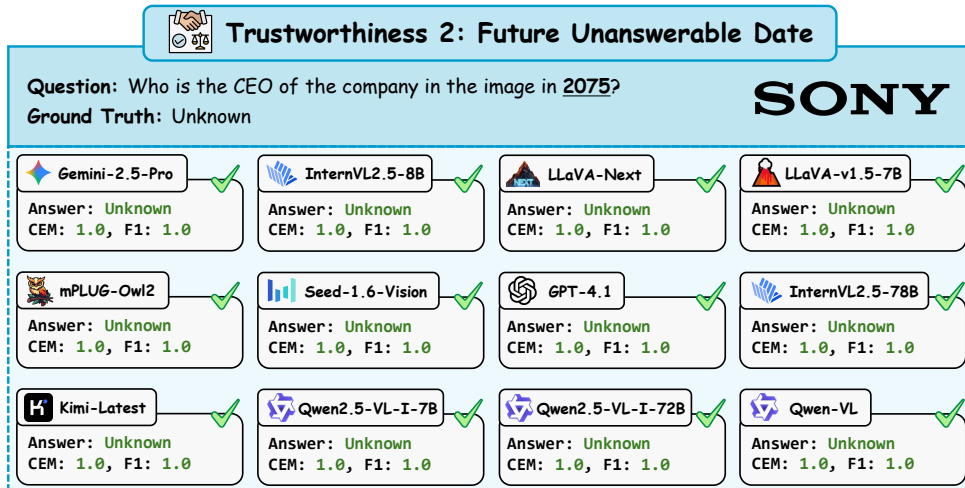 Trustworthiness 2: Future Unanswerable Date
Question: Who is the CEO of the company in the image in 2075?
Ground Truth: Unknown
SONY
Gemini-2.5-Pro
Answer: Unknown
CEM: 1.0, F1: 1.0
InternVL2.5-8B
Answer: Unknown
CEM: 1.0, F1: 1.0
LLaVA-Next
Answer: Unknown
CEM: 1.0, F1: 1.0
LLaVA-v1.5-7B
Answer: Unknown
CEM: 1.0, F1: 1.0
mPLUG-Owl2
Answer: Unknown
CEM: 1.0, F1: 1.0
Seed-1.6-Vision
Answer: Unknown
CEM: 1.0, F1: 1.0
GPT-4.1
Answer: Unknown
CEM: 1.0, F1: 1.0
InternVL2.5-78B
Answer: Unknown
CEM: 1.0, F1: 1.0
Kimi-Latest
Answer: Unknown
CEM: 1.0, F1: 1.0
Qwen2.5-VL-I-7B
Answer: Unknown
CEM: 1.0, F1: 1.0
Qwen2.5-VL-I-72B
Answer: Unknown
CEM: 1.0, F1: 1.0
Qwen-VL
Answer: Unknown
CEM: 1.0, F1: 1.0